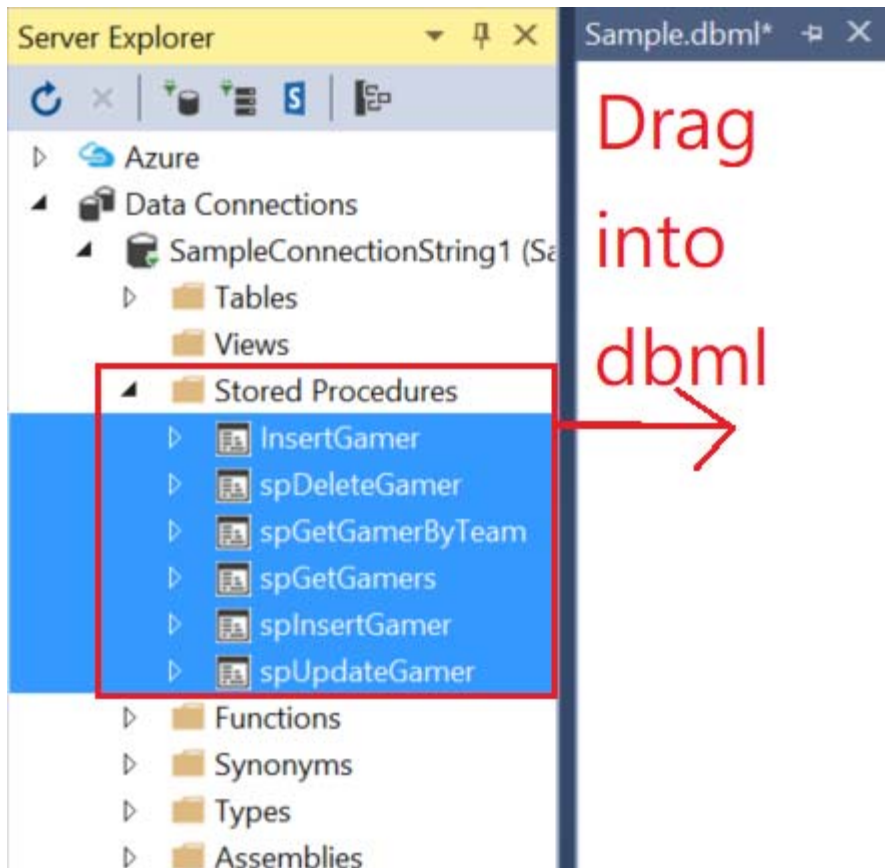 Server Explorer
Azure
Data Connections
SampleConnectionString1 (Sa
Tables
Views
Stored Procedures
InsertGamer
spDeleteGamer
spGetGamerByTeam
spGetGamers
spInsertGamer
spUpdateGamer
Functions
Synonyms
Types
Assemblies
Sample.dbml*
Drag
into
dbml